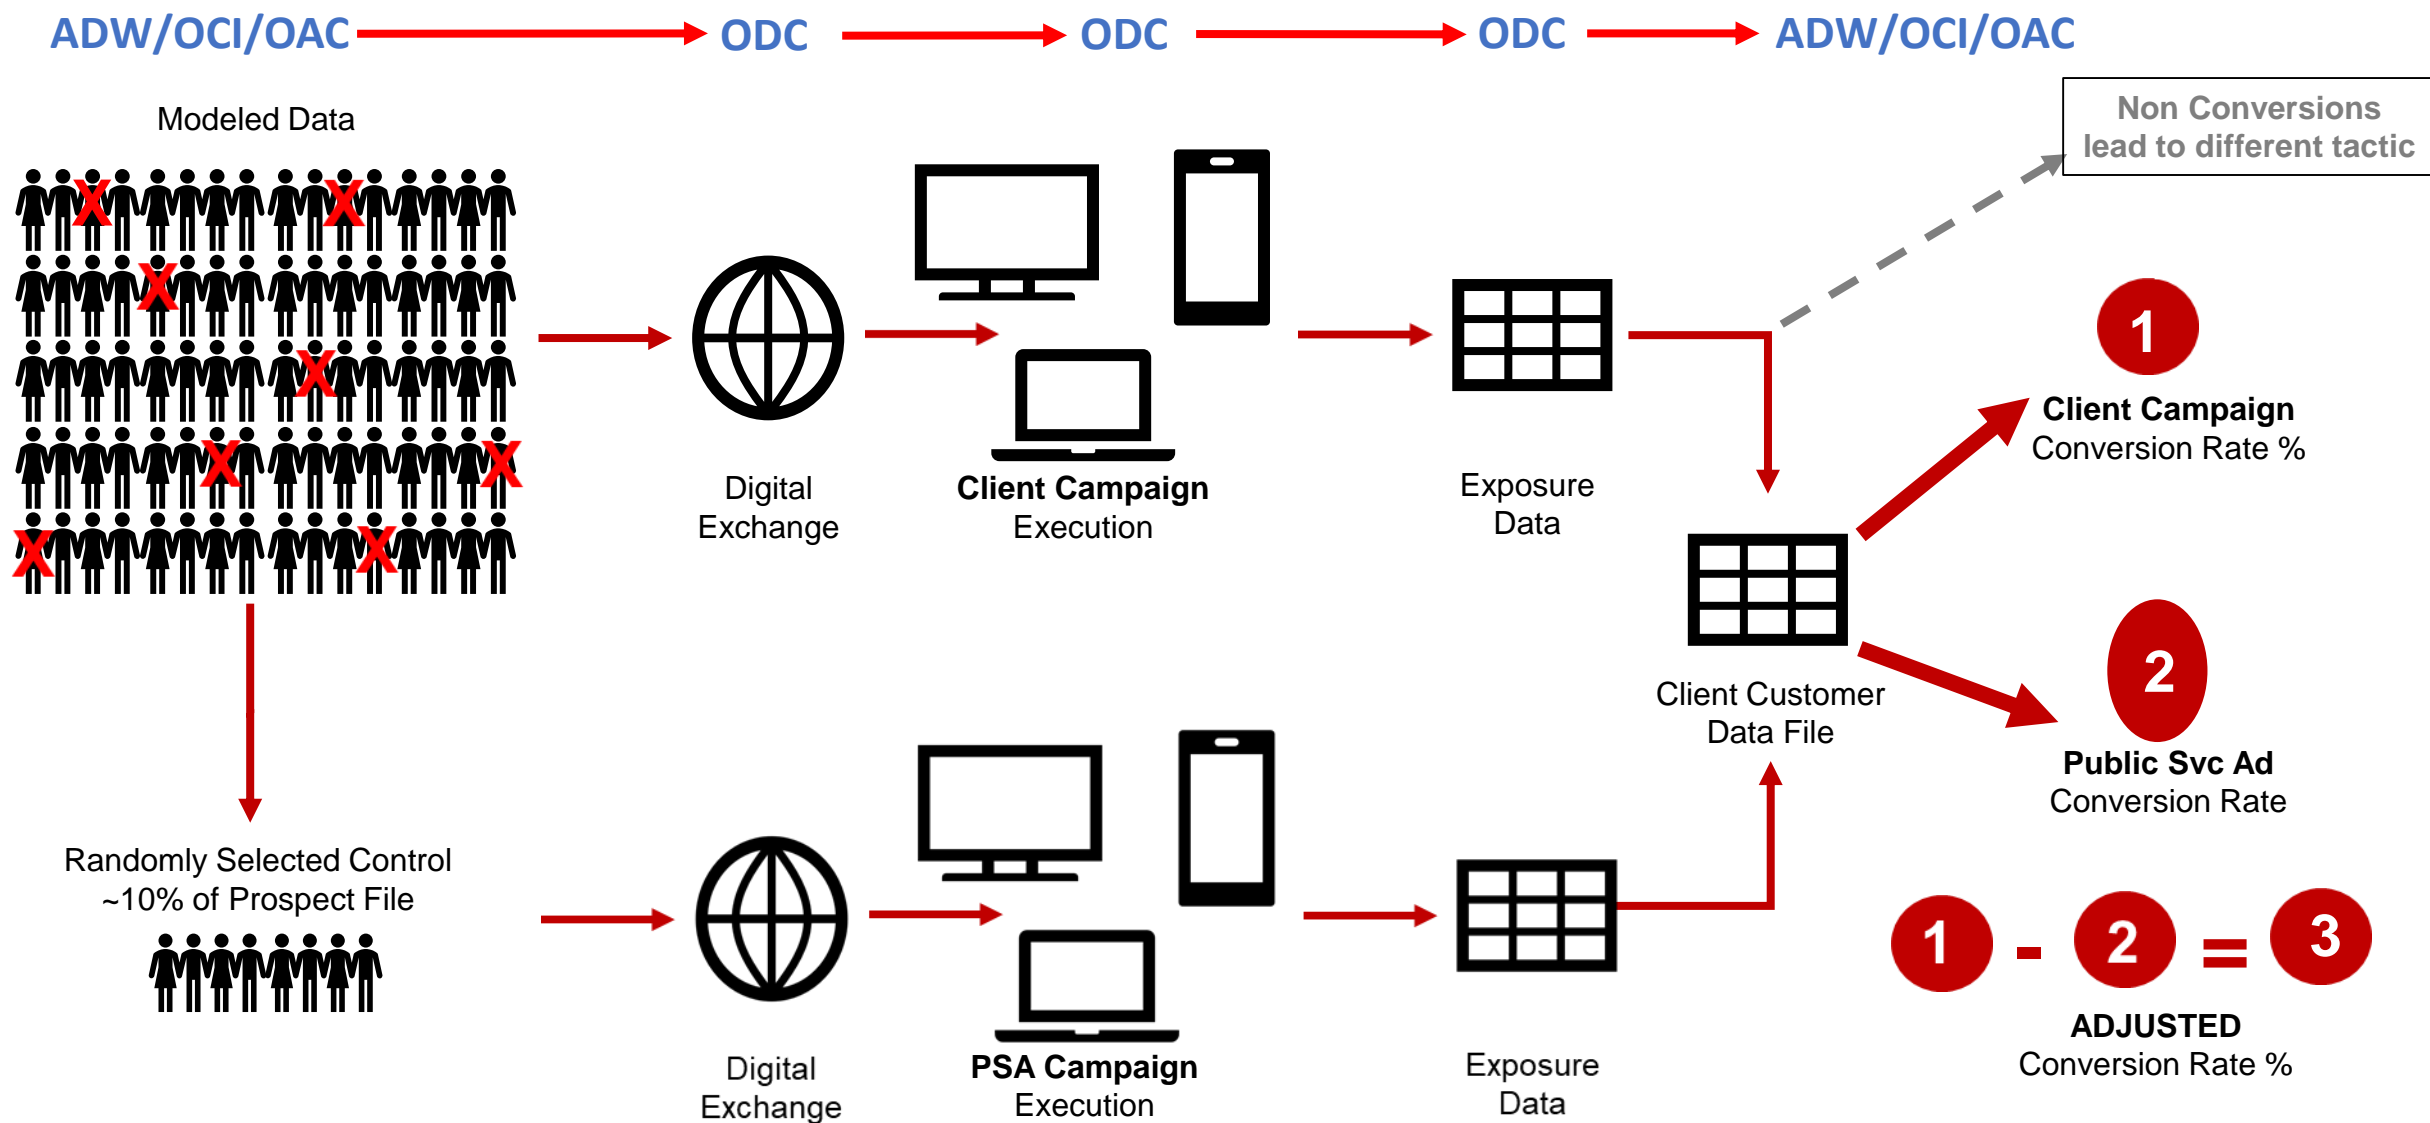 ADW/OCI/OAC
ODC
ODC
ODC
ADW/OCI/OAC
Modeled Data
Non Conversions
lead to different tactic
X
X
X
X
X
X
X
X
Digital
Exchange
Client Campaign
Execution
Exposure
Data
1
Client Campaign
Conversion Rate %
Client Customer
Data File
2
Public Svc Ad
Conversion Rate
Randomly Selected Control
~10% of Prospect File
Digital
Exchange
PSA Campaign
Execution
Exposure
Data
1 - 2 = 3
ADJUSTED
Conversion Rate %